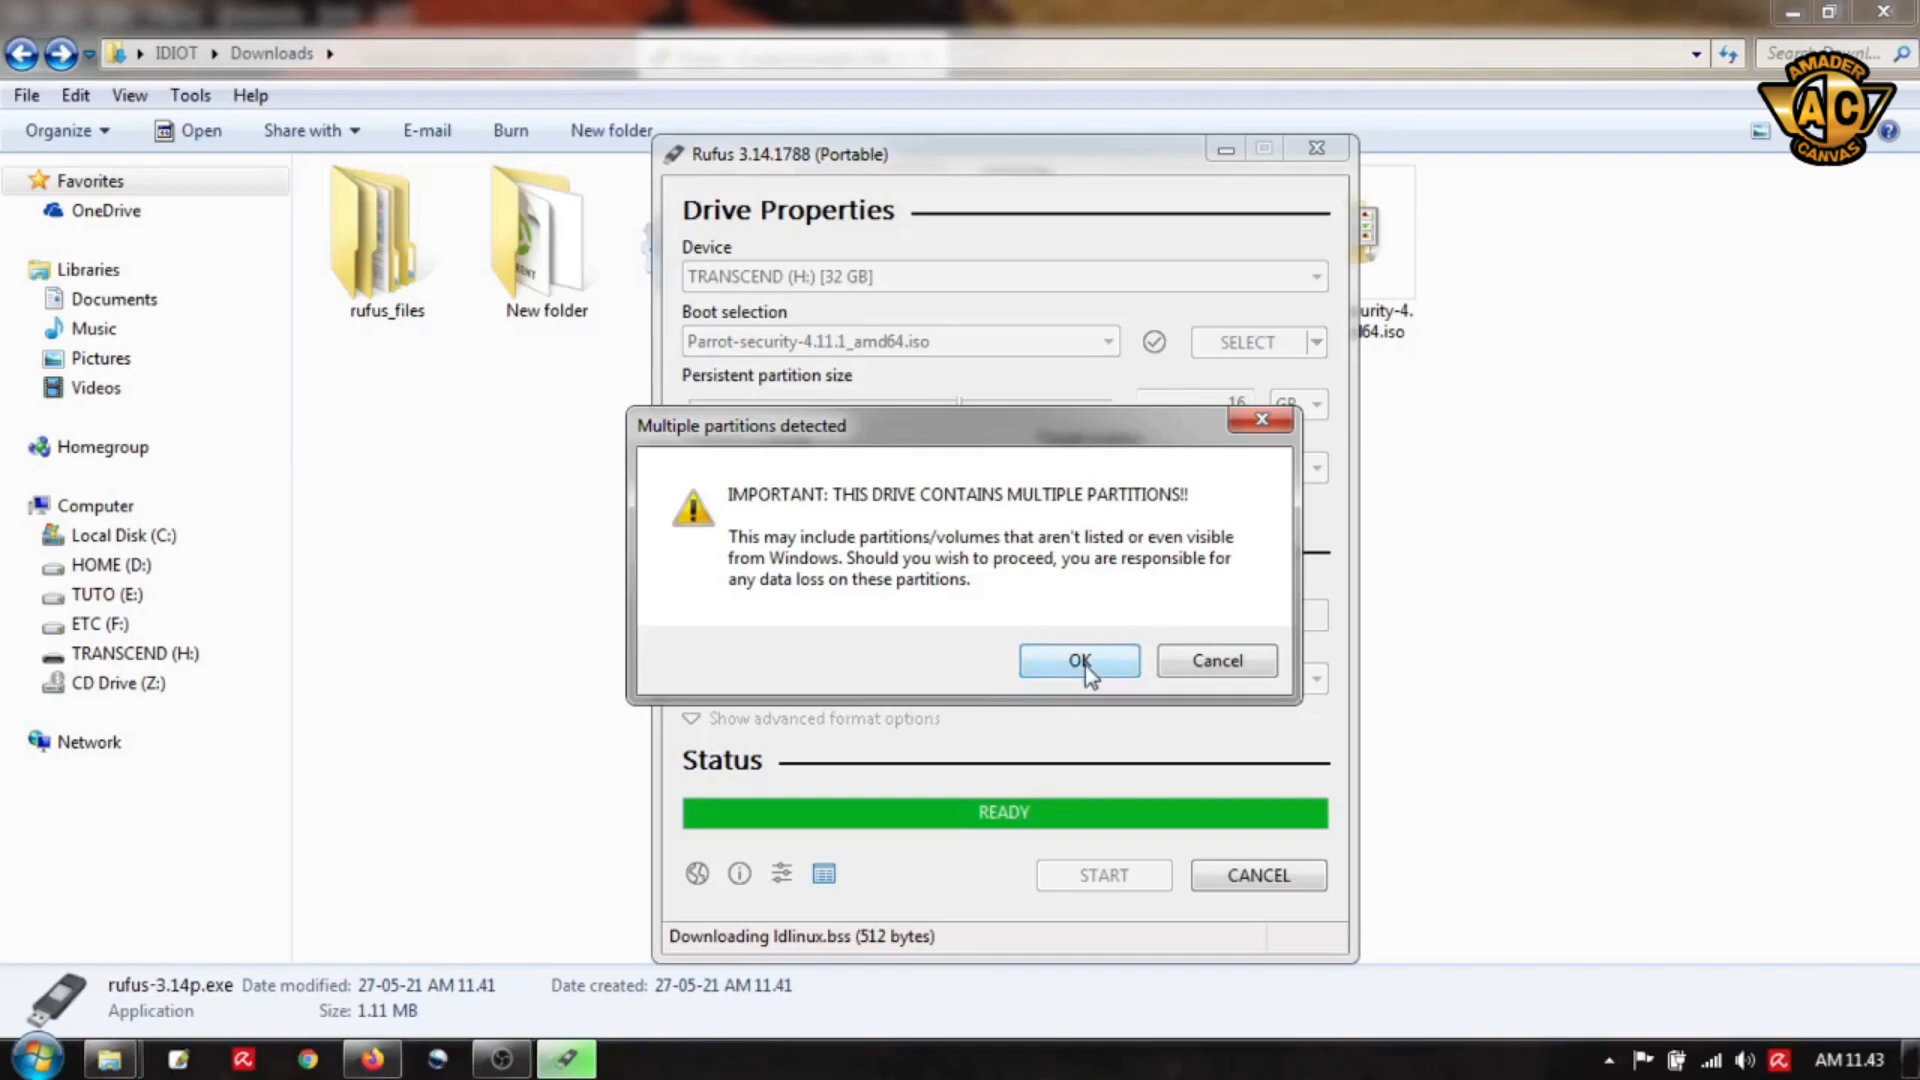 IDIOT Downloads
Search Downl...
AMADER
AC
CANVAS
File Edit View Tools Help
Organize Open Share with E-mail Burn New folder
Favorites
OneDrive
Libraries
Documents
Music
Pictures
Videos
Homegroup
Computer
Local Disk (C:)
HOME (D:)
TUTO (E:)
ETC (F:)
TRANSCEND (H:)
CD Drive (Z:)
Network
rufus_files
New folder
urity-4.
64.iso
Rufus 3.14.1788 (Portable)
Drive Properties
Device
TRANSCEND (H:) [32 GB]
Boot selection
Parrot-security-4.11.1_amd64.iso
SELECT
Persistent partition size
16 GB
Multiple partitions detected
IMPORTANT: THIS DRIVE CONTAINS MULTIPLE PARTITIONS!!
This may include partitions/volumes that aren't listed or even visible
from Windows. Should you wish to proceed, you are responsible for
any data loss on these partitions.
OK Cancel
Show advanced format options
Status
READY
START CANCEL
Downloading ldlinux.bss (512 bytes)
rufus-3.14p.exe Date modified: 27-05-21 AM 11.41 Date created: 27-05-21 AM 11.41
Application Size: 1.11 MB
AM 11.43